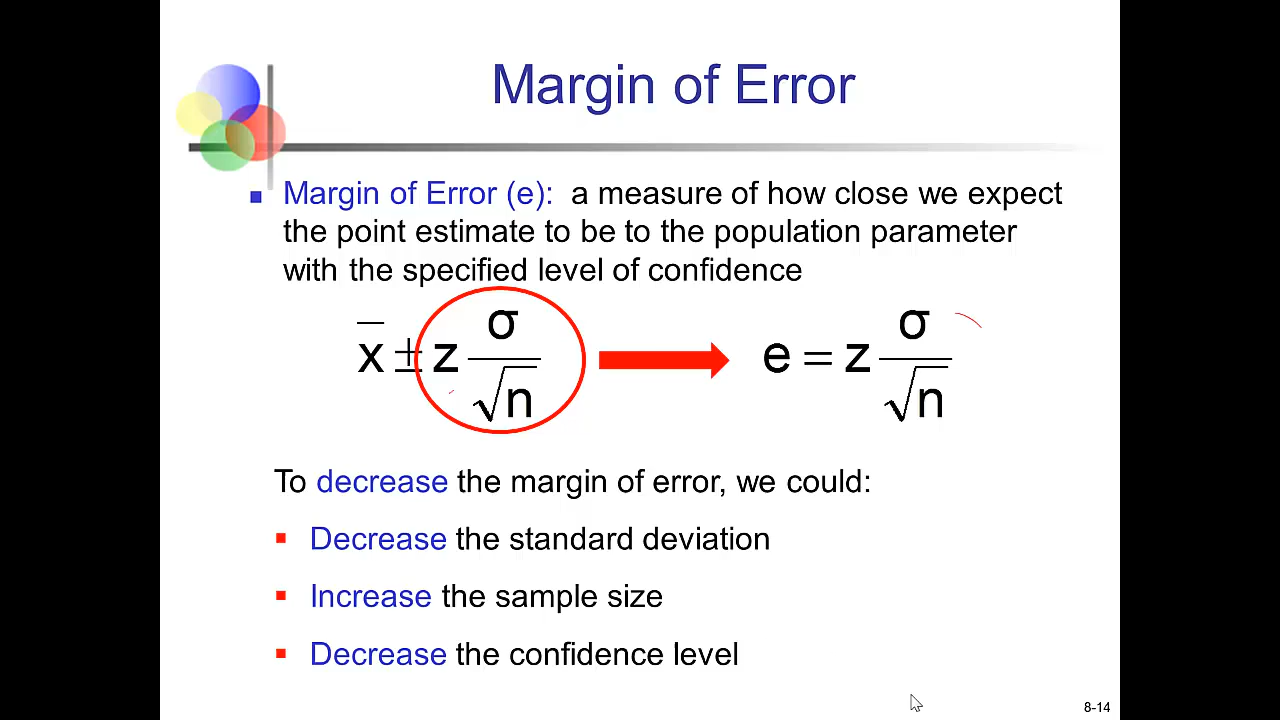 Margin of Error
Margin of Error (e): a measure of how close we expect
the point estimate to be to the population parameter
with the specified level of confidence
x̅ ± z σ/√n e = z σ/√n
To decrease the margin of error, we could:
Decrease the standard deviation
Increase the sample size
Decrease the confidence level
8-14